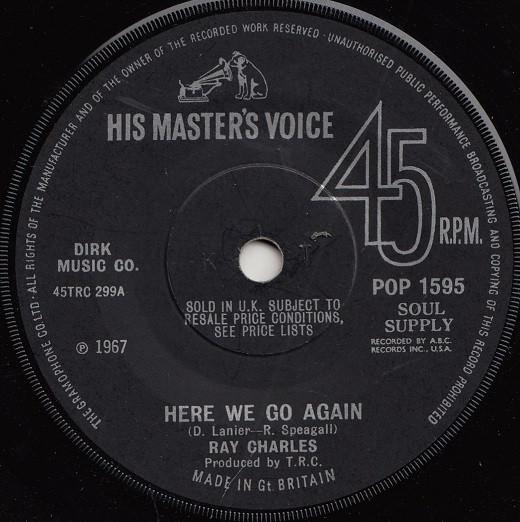 THE GRAMOPHONE CO. LTD. · ALL RIGHTS OF THE MANUFACTURER AND OF THE OWNER OF THE RECORDED WORK RESERVED · UNAUTHORISED PUBLIC PERFORMANCE BROADCASTING AND COPYING OF THIS RECORD PROHIBITED
HIS MASTER'S VOICE
45 R.P.M.
DIRK
MUSIC CO.
45TRC 299A
℗ 1967
SOLD IN U.K. SUBJECT TO
RESALE PRICE CONDITIONS,
SEE PRICE LISTS
POP 1595
SOUL
SUPPLY
RECORDED BY A.B.C.
RECORDS INC., U.S.A.
HERE WE GO AGAIN
(D. Lanier—R. Speagall)
RAY CHARLES
Produced by T.R.C.
MADE IN Gt. BRITAIN